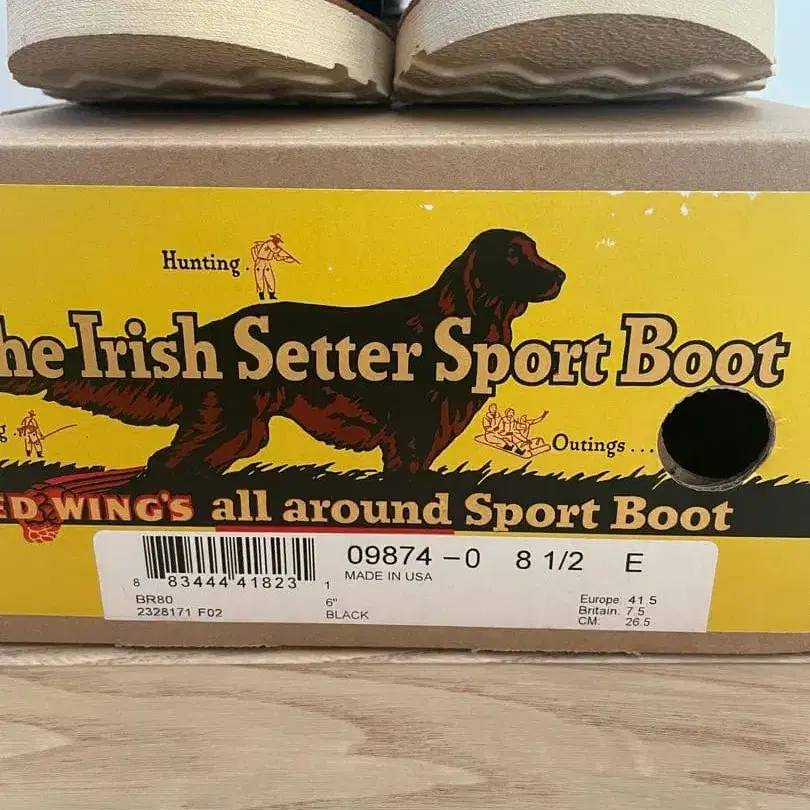 Hunting.
he Irish Setter Sport Boot
g.
Outings...
ED WING'S all around Sport Boot
09874-0 8 1/2 E
MADE IN USA
8 83444 41823 1
BR80 6" Europe: 41.5
2328171 F02 BLACK Britain: 7.5
CM: 26.5